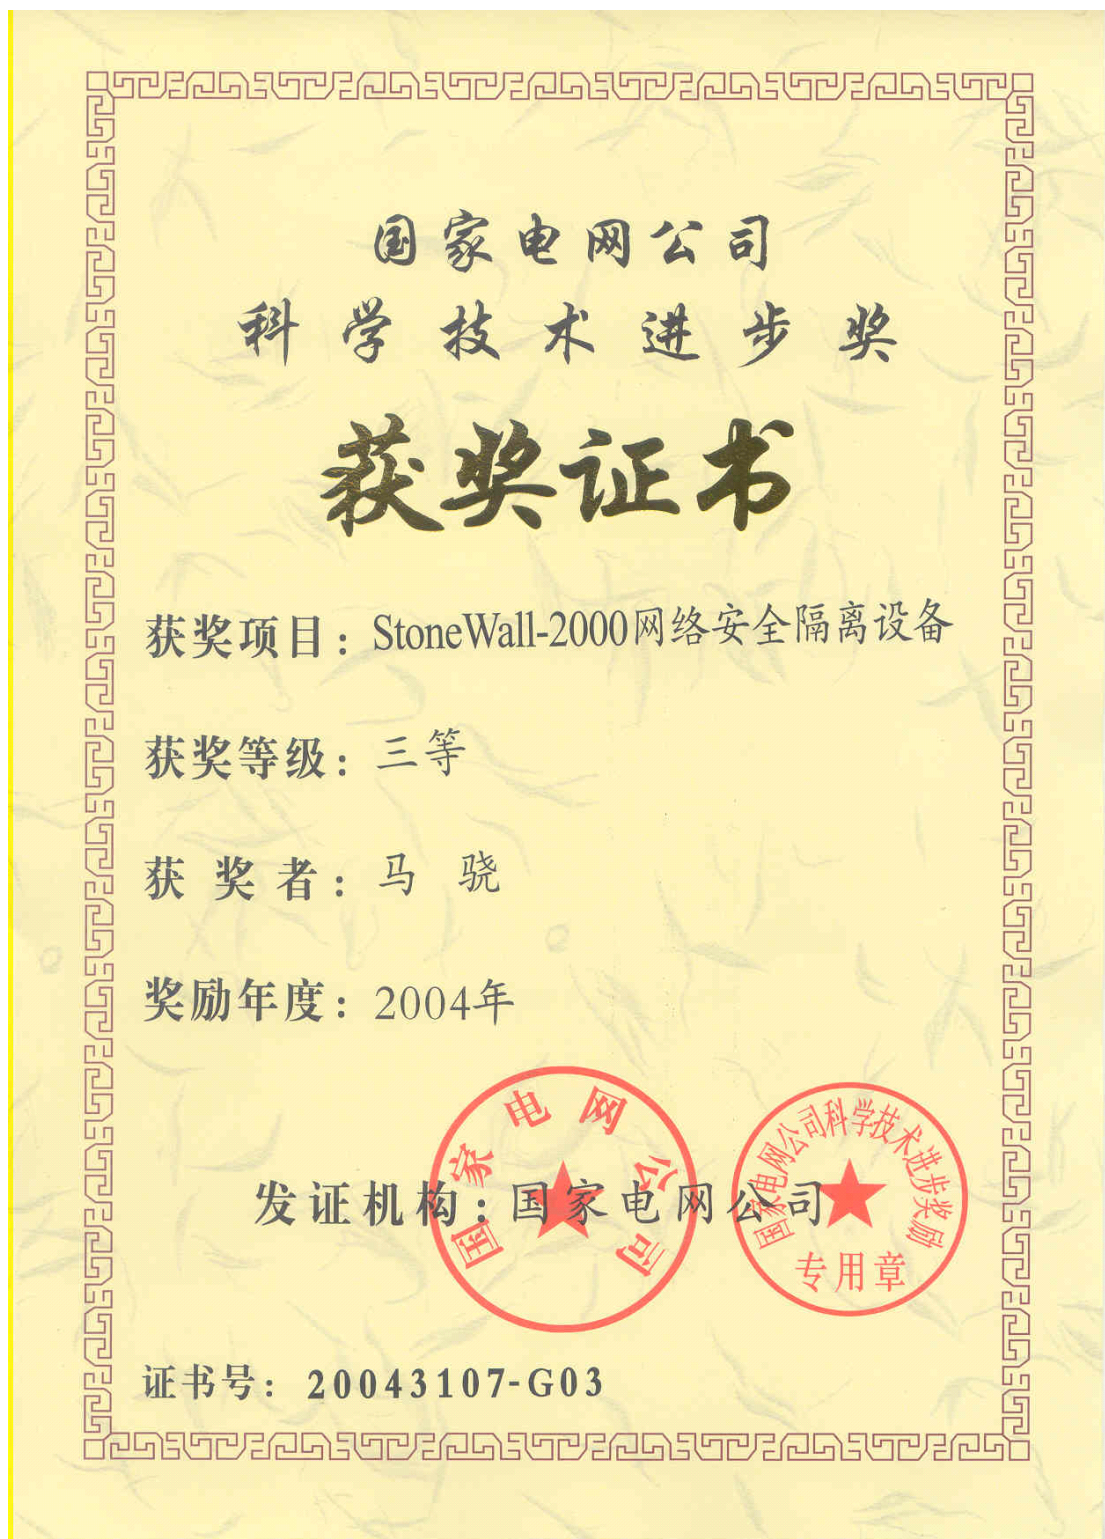 国家电网公司
科学技术进步奖
获奖证书
获奖项目：StoneWall-2000网络安全隔离设备
获奖等级：三等
获奖者：马骁
奖励年度：2004年
发证机构：国家电网公司
国家电网公司
国家电网公司科学技术进步奖励
专用章
证书号：20043107-G03